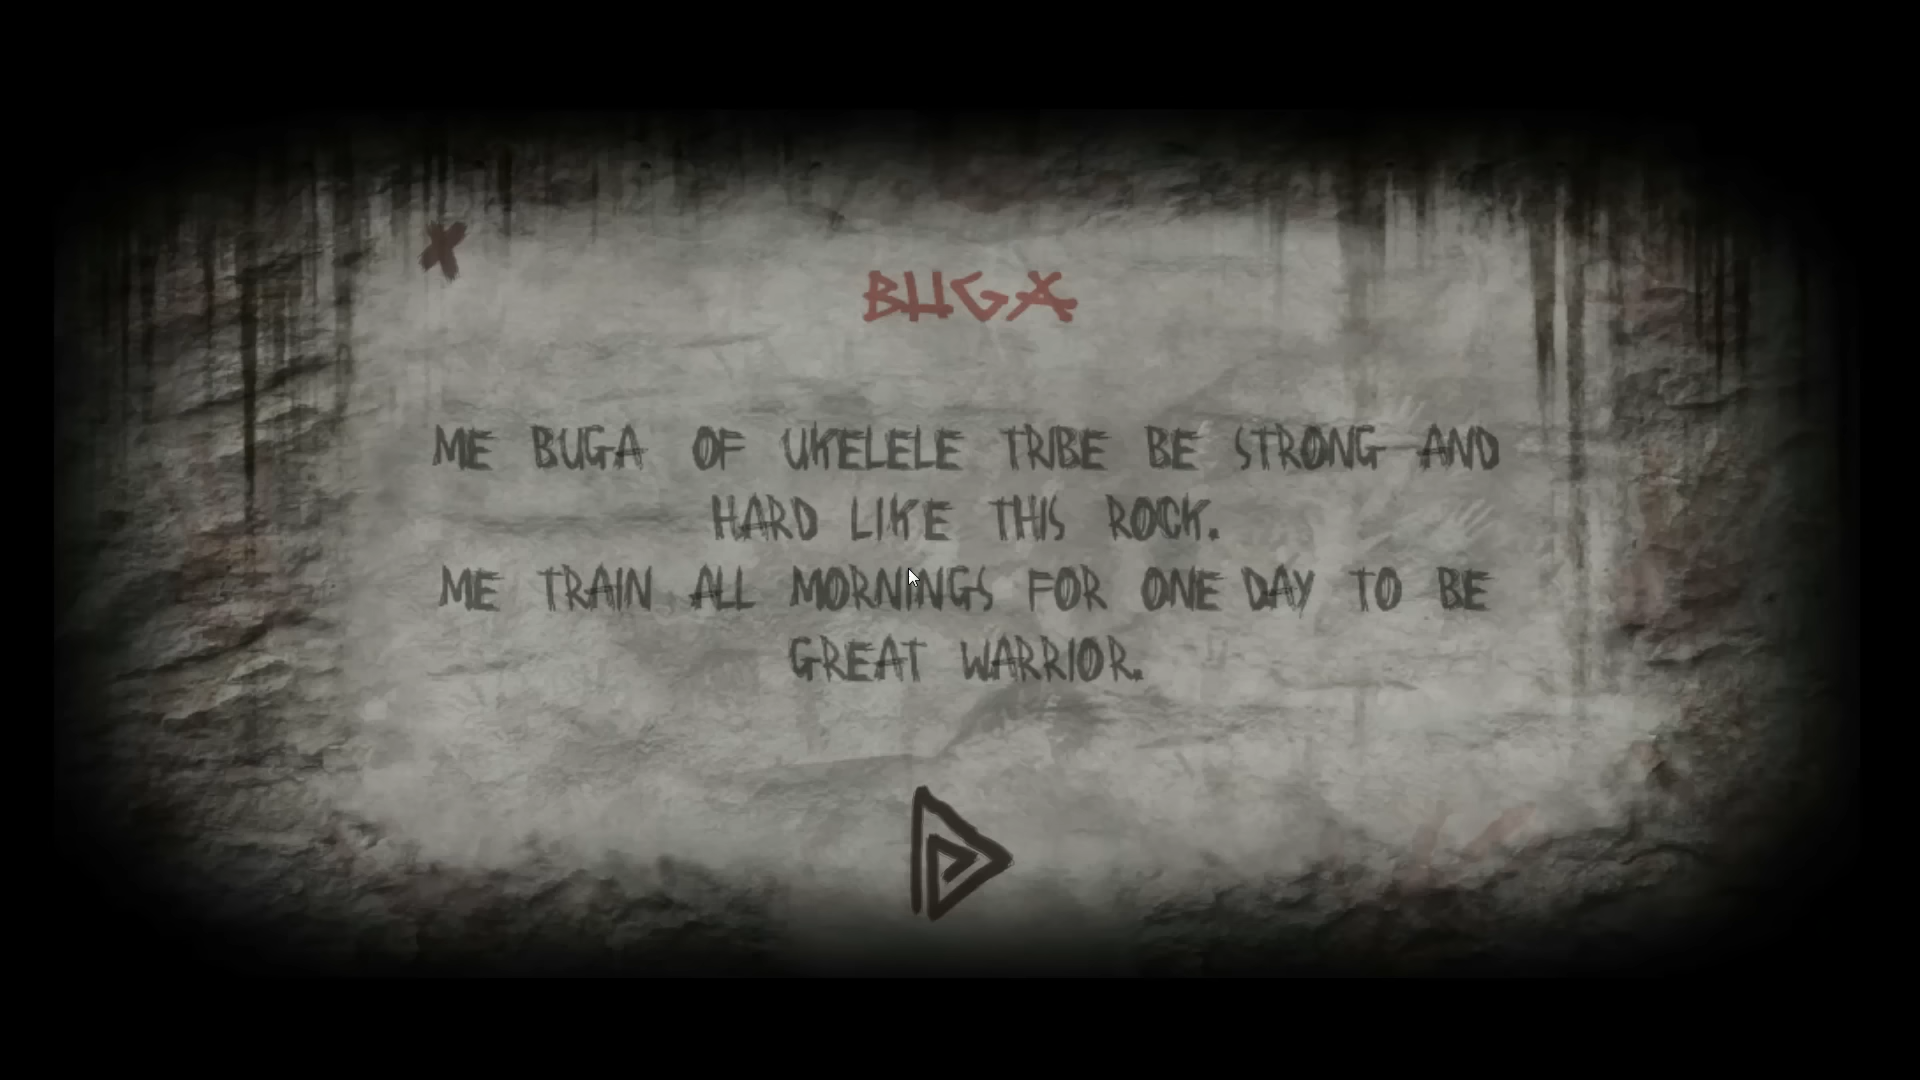 X
BUGA
ME BUGA OF UKELELE TRIBE BE STRONG AND
HARD LIKE THIS ROCK.
ME TRAIN ALL MORNINGS FOR ONE DAY TO BE
GREAT WARRIOR.